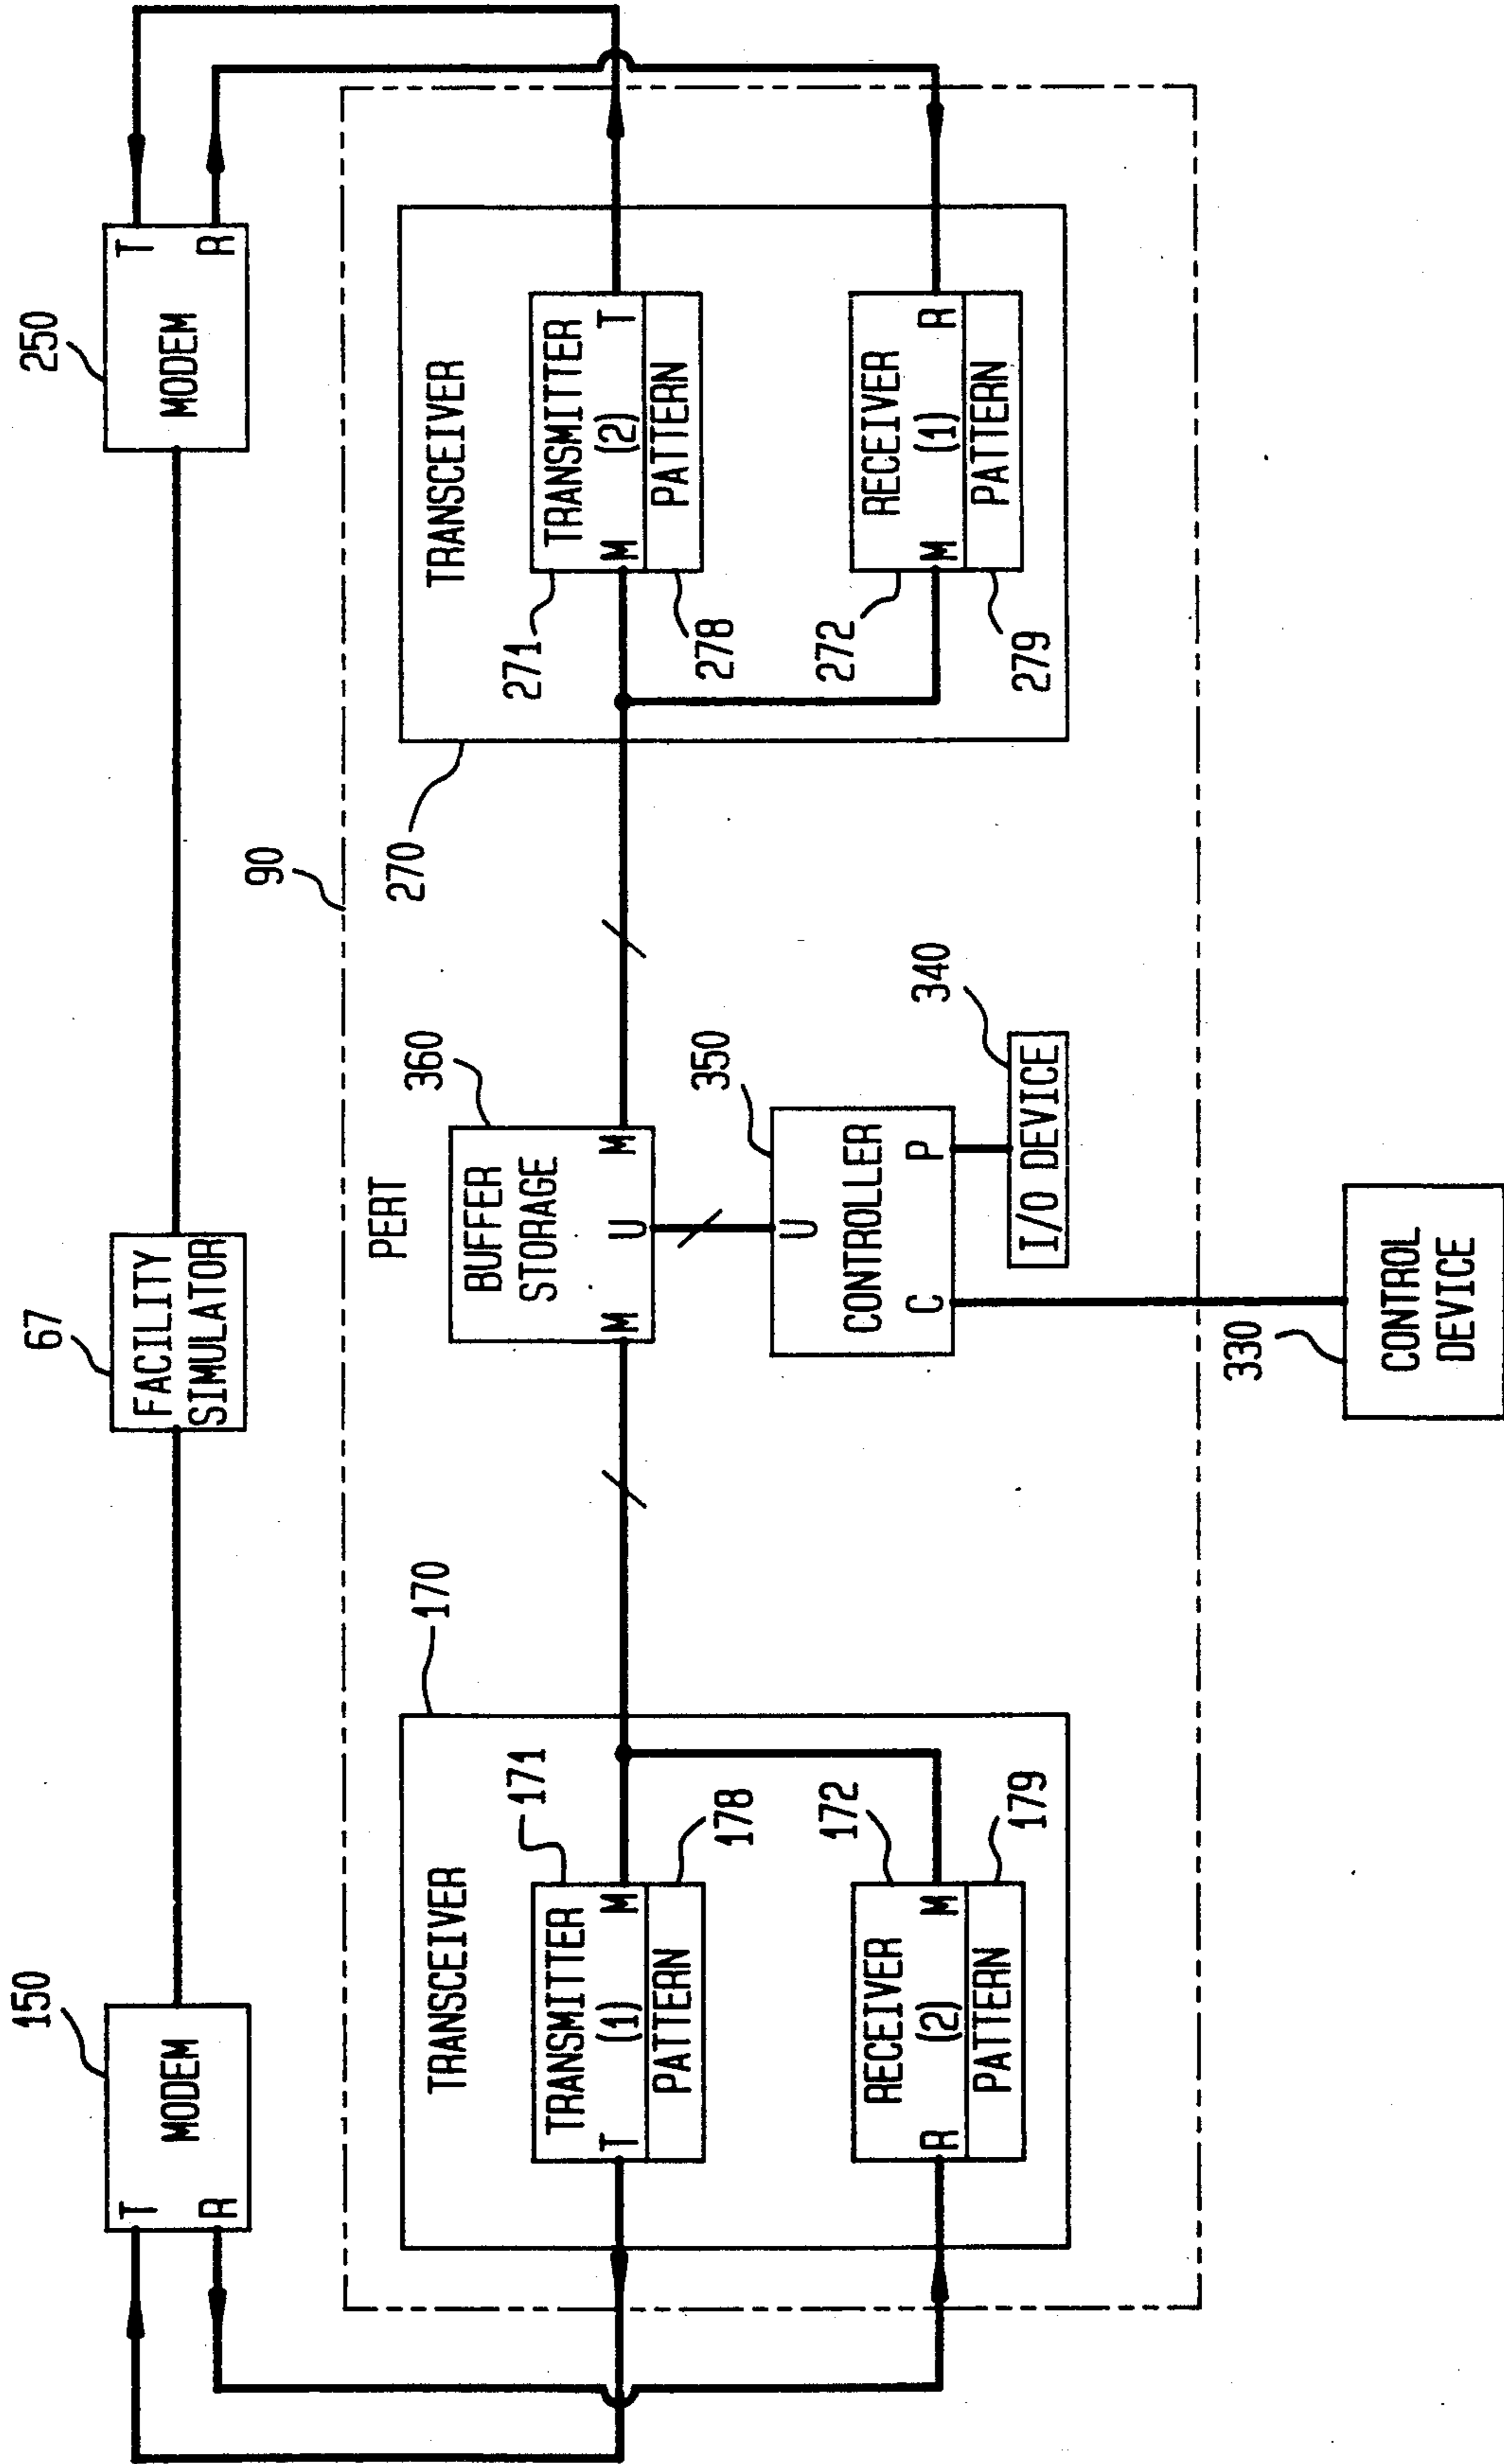 150
67
250
MODEM
T
R
FACILITY
SIMULATOR
MODEM
T
R
90
PERT
170
TRANSCEIVER
171
TRANSMITTER
(1)
T
M
PATTERN
178
172
RECEIVER
(2)
R
M
PATTERN
179
360
BUFFER
STORAGE
M
U
M
350
U
CONTROLLER
C
P
340
I/O DEVICE
330
CONTROL
DEVICE
270
TRANSCEIVER
271
TRANSMITTER
(2)
M
T
PATTERN
278
272
RECEIVER
(1)
M
R
PATTERN
279